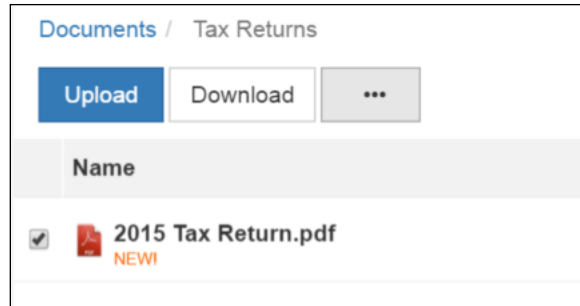 Documents / Tax Returns
Upload Download •••
Name
2015 Tax Return.pdf
NEW!